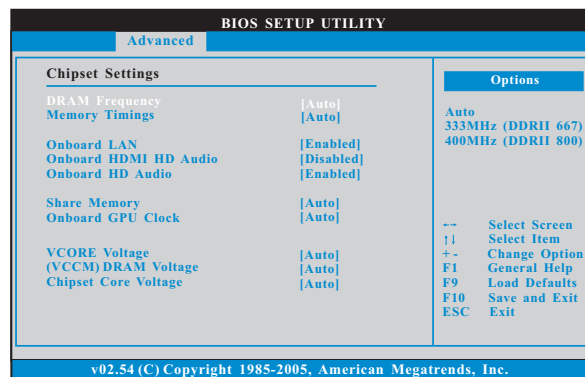 BIOS SETUP UTILITY
Advanced
Chipset Settings
DRAM Frequency [Auto]
Memory Timings [Auto]
Onboard LAN [Enabled]
Onboard HDMI HD Audio [Disabled]
Onboard HD Audio [Enabled]
Share Memory [Auto]
Onboard GPU Clock [Auto]
VCORE Voltage [Auto]
(VCCM) DRAM Voltage [Auto]
Chipset Core Voltage [Auto]
Options
Auto
333MHz (DDRII 667)
400MHz (DDRII 800)
←→ Select Screen
↑↓ Select Item
+ - Change Option
F1 General Help
F9 Load Defaults
F10 Save and Exit
ESC Exit
v02.54 (C) Copyright 1985-2005, American Megatrends, Inc.